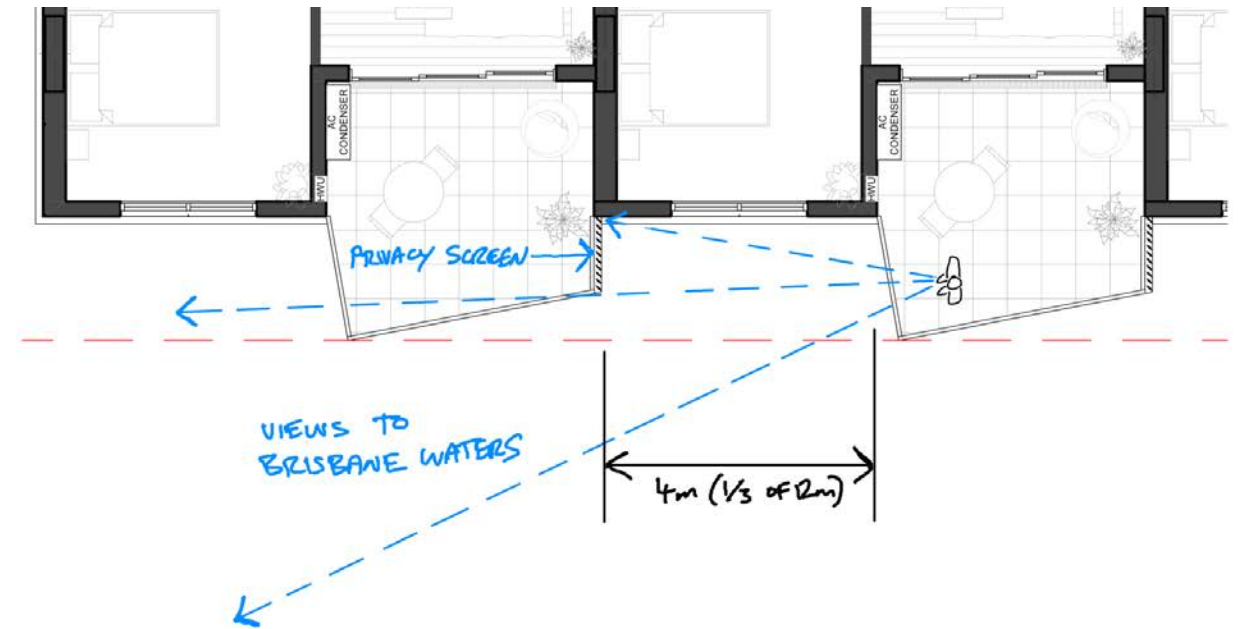 AC
CONDENSER
HWU
AC
CONDENSER
HWU
PRIVACY SCREEN
VIEWS TO
BRISBANE WATERS
4m (1/3 OF 12m)